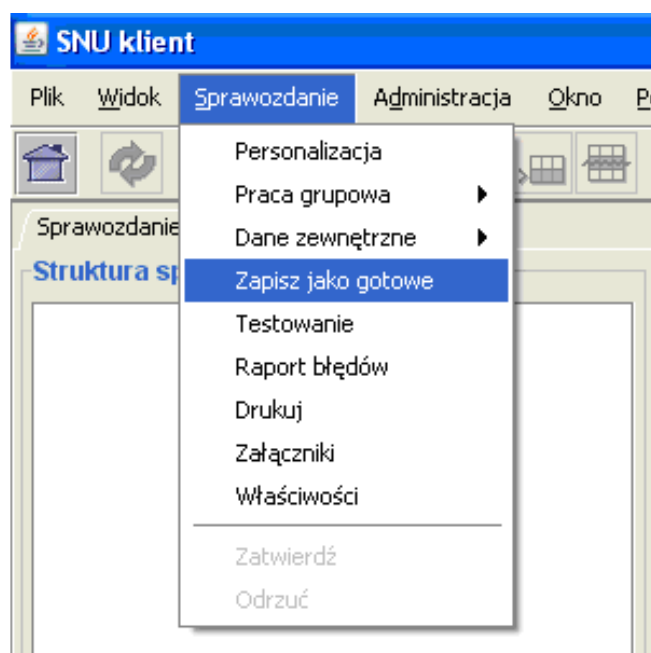 SNU klient
Plik Widok Sprawozdanie Administracja Okno
Personalizacja
Praca grupowa
Sprawozdanie
Dane zewnętrzne
Struktura
Zapisz jako gotowe
Testowanie
Raport błędów
Drukuj
Załączniki
Właściwości
Zatwierdź
Odrzuć